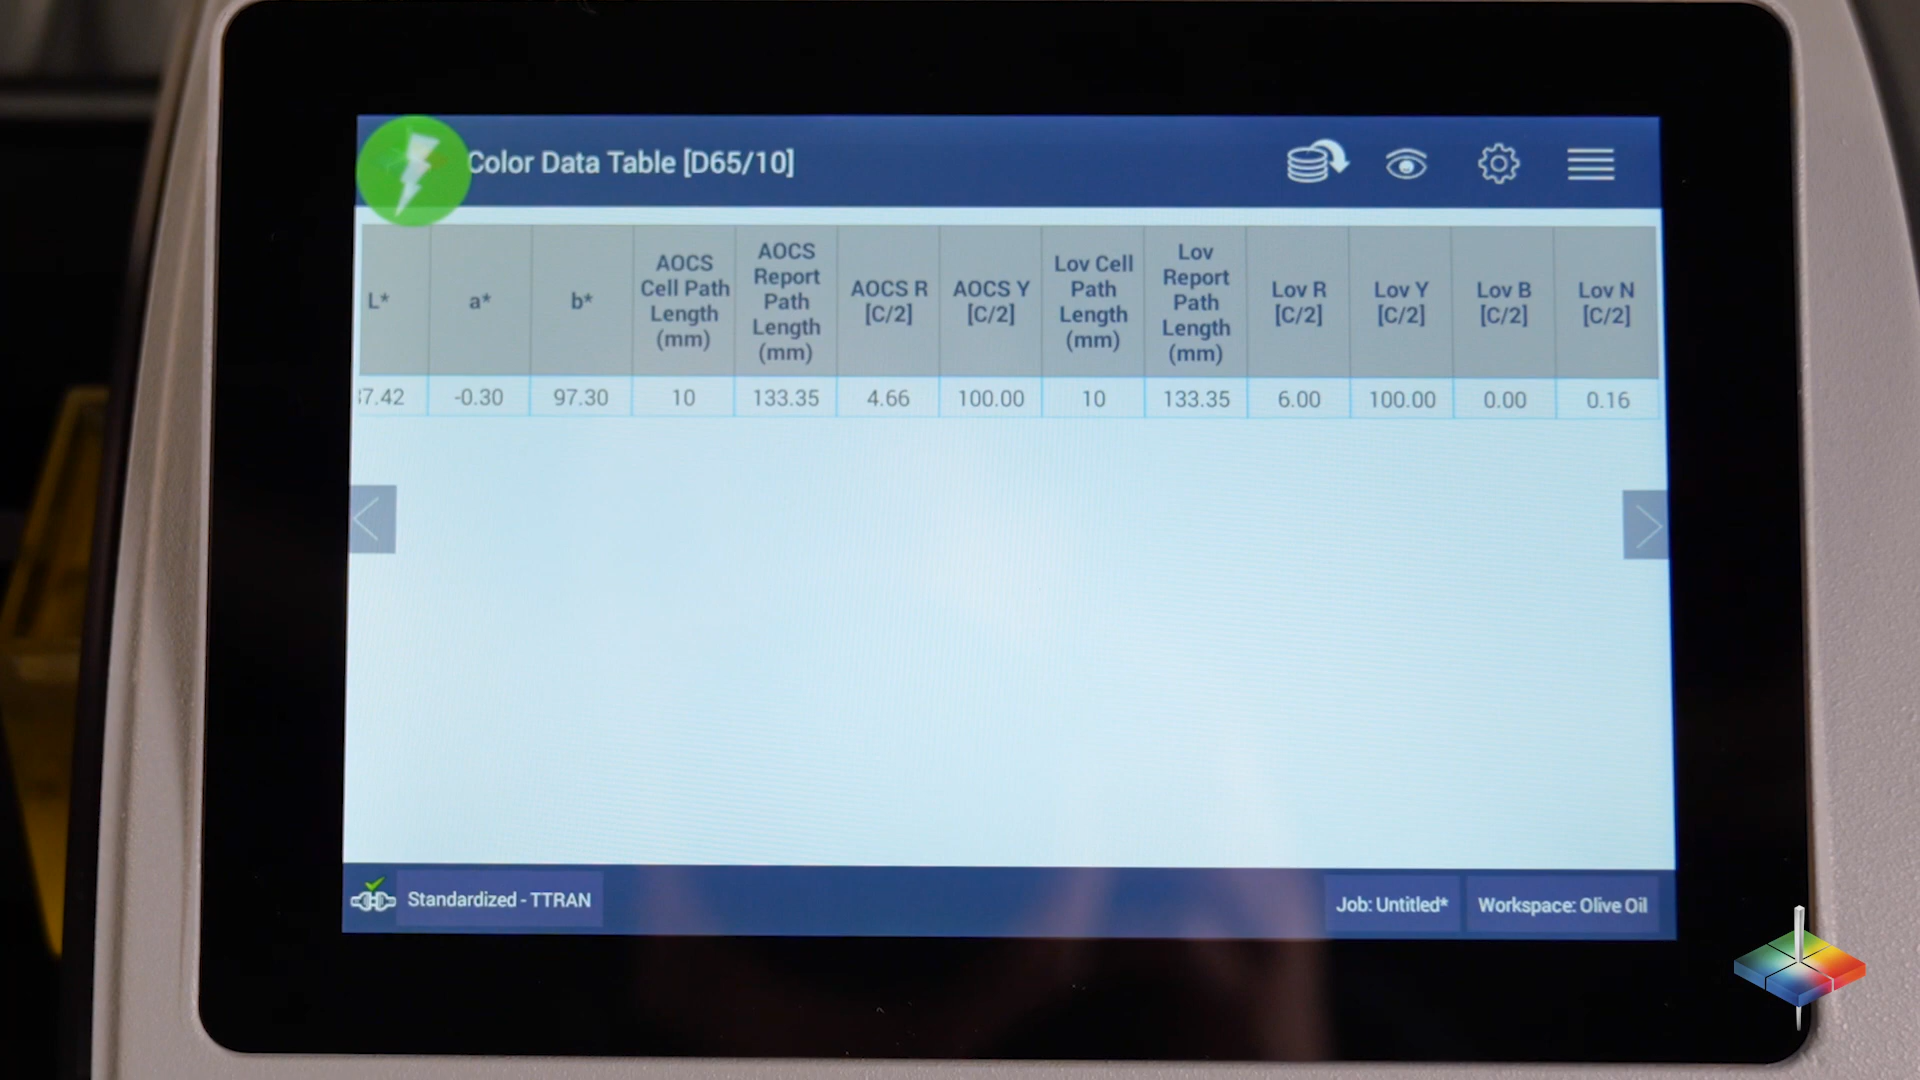 Color Data Table [D65/10]
L*
a*
b*
AOCS
Cell Path
Length
(mm)
AOCS
Report
Path
Length
(mm)
AOCS R
[C/2]
AOCS Y
[C/2]
Lov Cell
Path
Length
(mm)
Lov
Report
Path
Length
(mm)
Lov R
[C/2]
Lov Y
[C/2]
Lov B
[C/2]
Lov N
[C/2]
7.42
-0.30
97.30
10
133.35
4.66
100.00
10
133.35
6.00
100.00
0.00
0.16
Standardized - TTRAN
Job: Untitled*
Workspace: Olive Oil